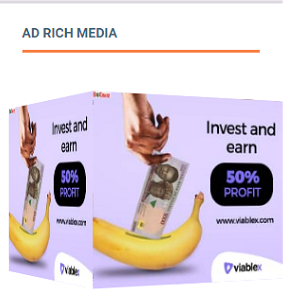 AD RICH MEDIA
Invest and
earn
50%
PROFIT
www.viablex.com
viablex
Invest and
earn
50%
PROFIT
www.viablex.com
viablex